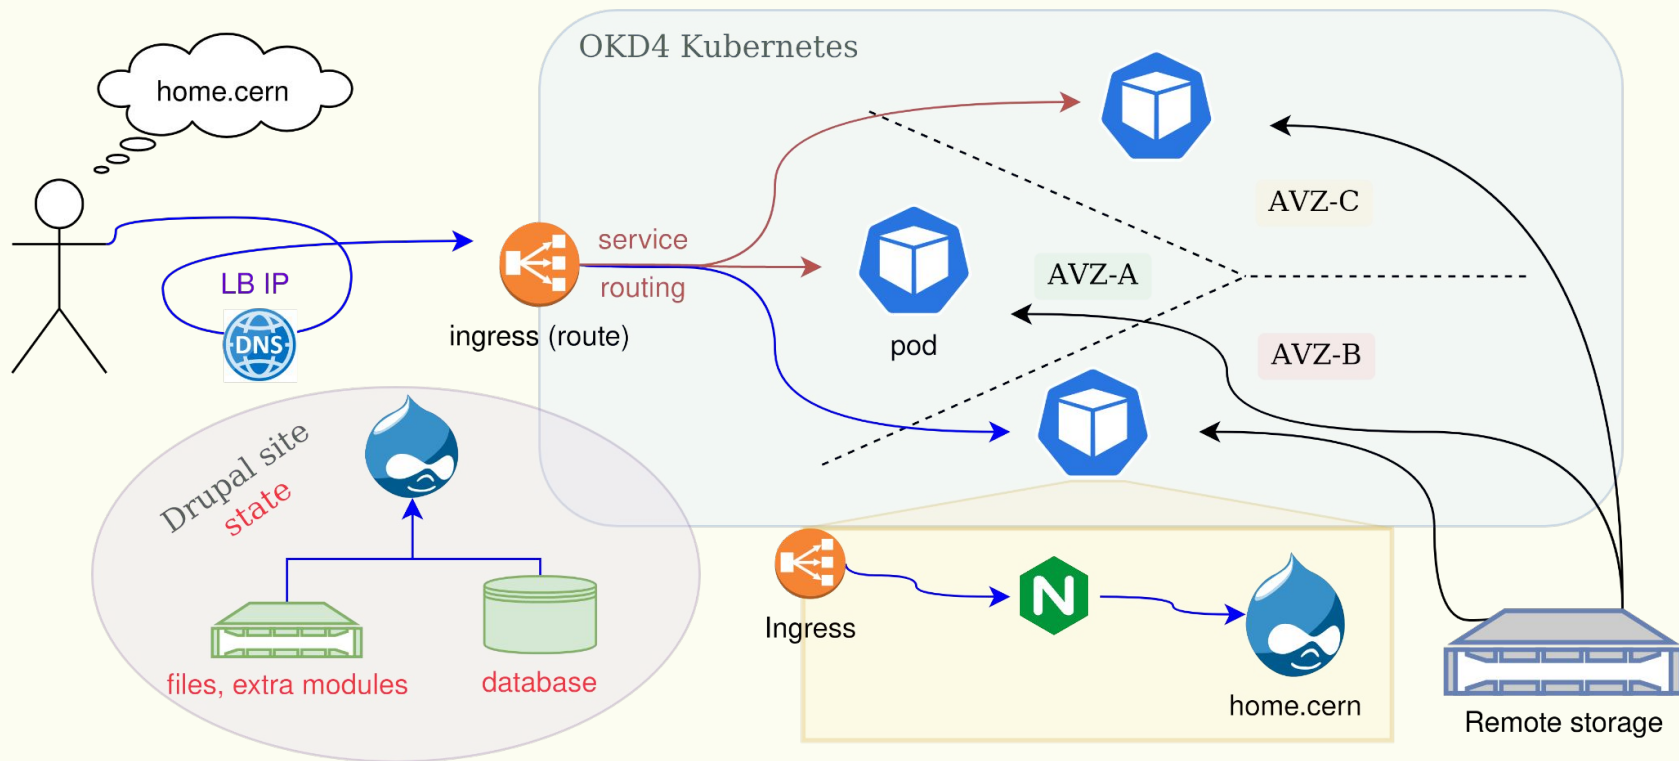 OKD4 Kubernetes
home.cern
AVZ-C
service
routing
LB IP
DNS
AVZ-A
ingress (route)
pod
AVZ-B
Drupal site
state
N
Ingress
files, extra modules
database
home.cern
Remote storage